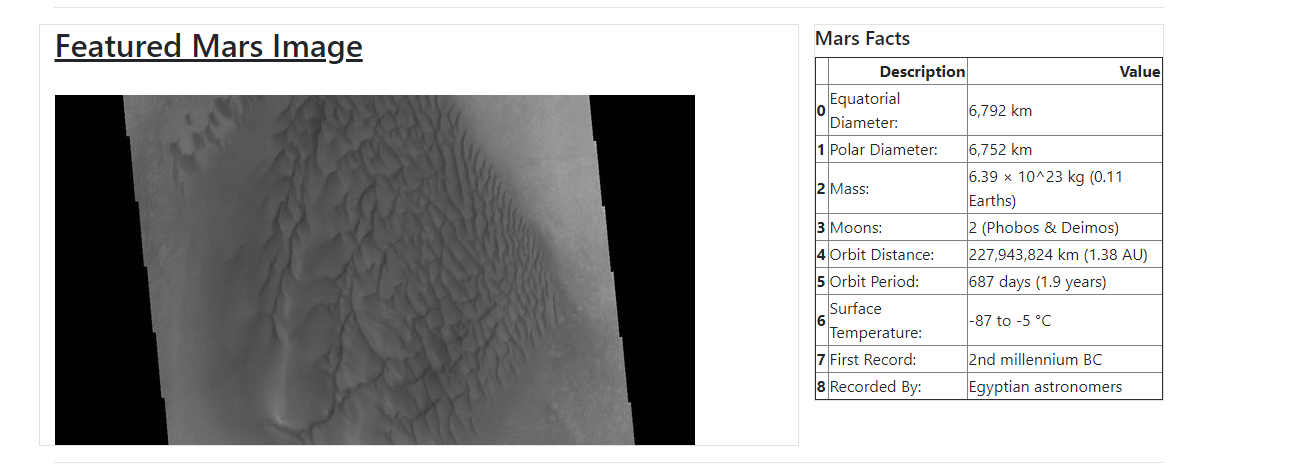 Featured Mars Image
Mars Facts
Description Value
0 Equatorial Diameter: 6,792 km
1 Polar Diameter: 6,752 km
2 Mass: 6.39 × 10^23 kg (0.11 Earths)
3 Moons: 2 (Phobos & Deimos)
4 Orbit Distance: 227,943,824 km (1.38 AU)
5 Orbit Period: 687 days (1.9 years)
6 Surface Temperature: -87 to -5 °C
7 First Record: 2nd millennium BC
8 Recorded By: Egyptian astronomers